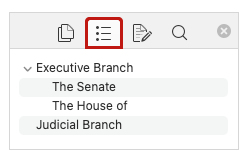 Executive Branch
The Senate
The House of
Judicial Branch